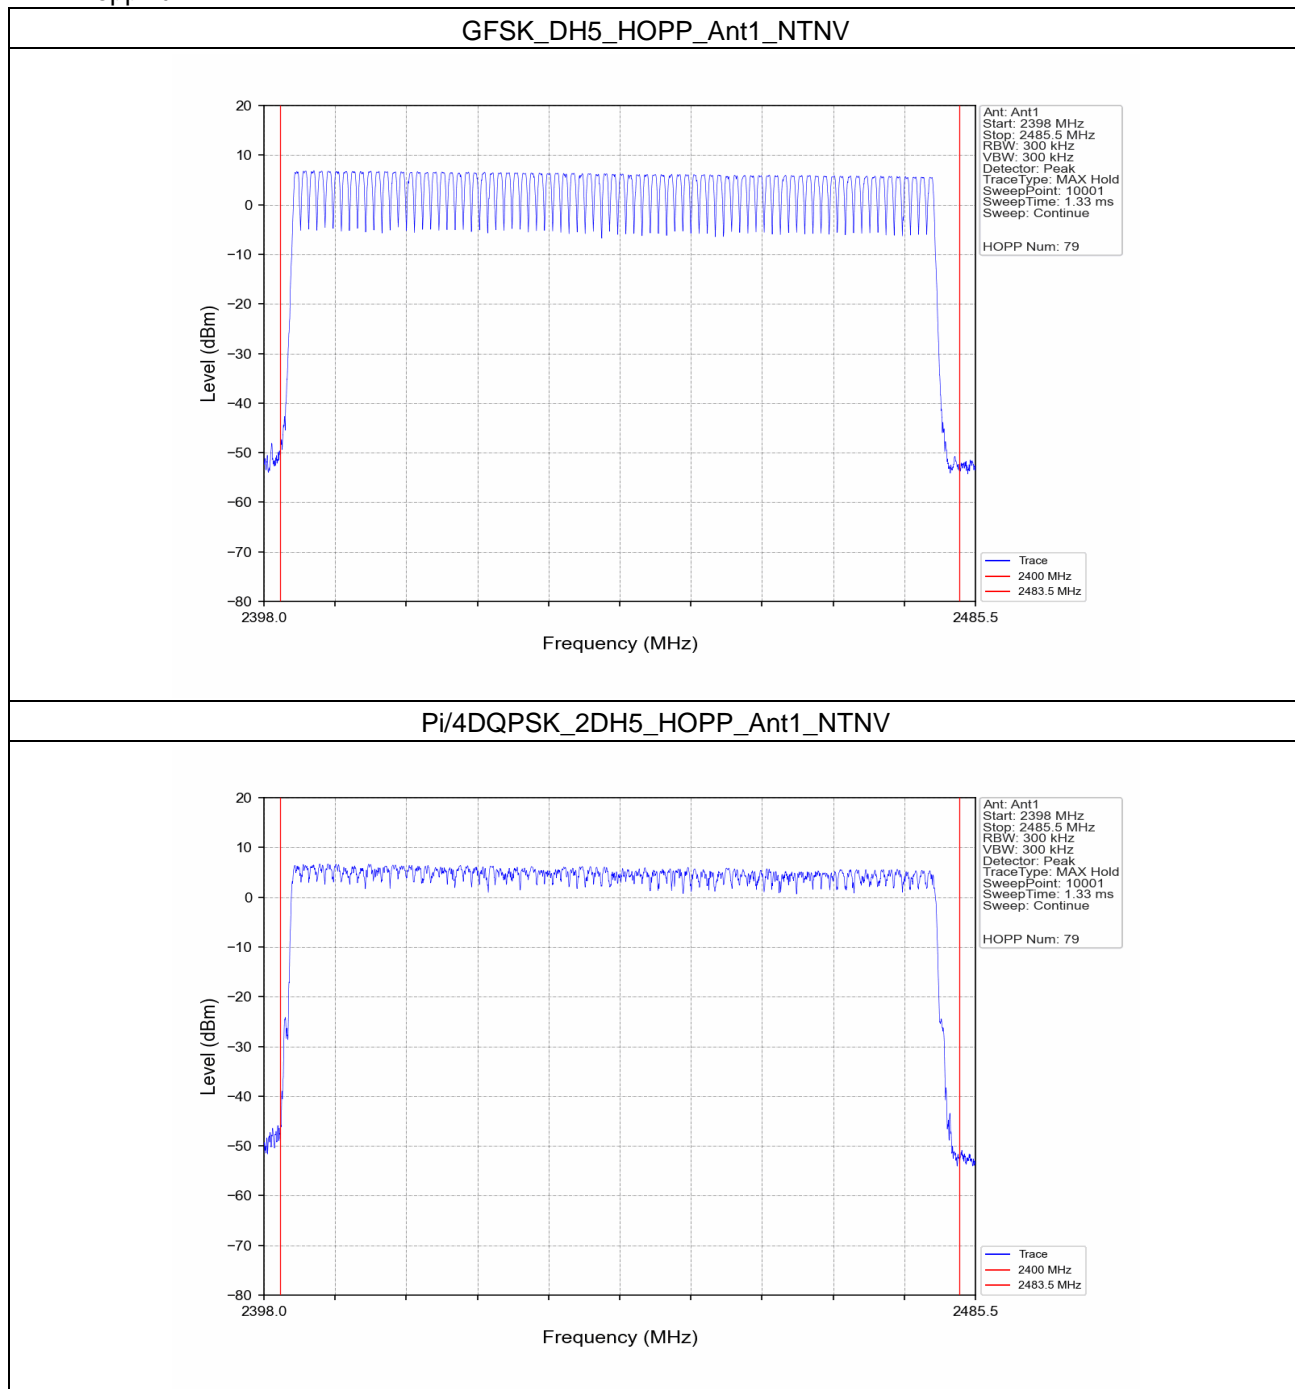 GFSK_DH5_HOPP_Ant1_NTNV
20
10
0
−10
−20
−30
−40
−50
−60
−70
−80
Level (dBm)
2398.0
2485.5
Frequency (MHz)
Ant: Ant1
Start: 2398 MHz
Stop: 2485.5 MHz
RBW: 300 kHz
VBW: 300 kHz
Detector: Peak
TraceType: MAX Hold
SweepPoint: 10001
SweepTime: 1.33 ms
Sweep: Continue
HOPP Num: 79
Trace
2400 MHz
2483.5 MHz
Pi/4DQPSK_2DH5_HOPP_Ant1_NTNV
20
10
0
−10
−20
−30
−40
−50
−60
−70
−80
Level (dBm)
2398.0
2485.5
Frequency (MHz)
Ant: Ant1
Start: 2398 MHz
Stop: 2485.5 MHz
RBW: 300 kHz
VBW: 300 kHz
Detector: Peak
TraceType: MAX Hold
SweepPoint: 10001
SweepTime: 1.33 ms
Sweep: Continue
HOPP Num: 79
Trace
2400 MHz
2483.5 MHz